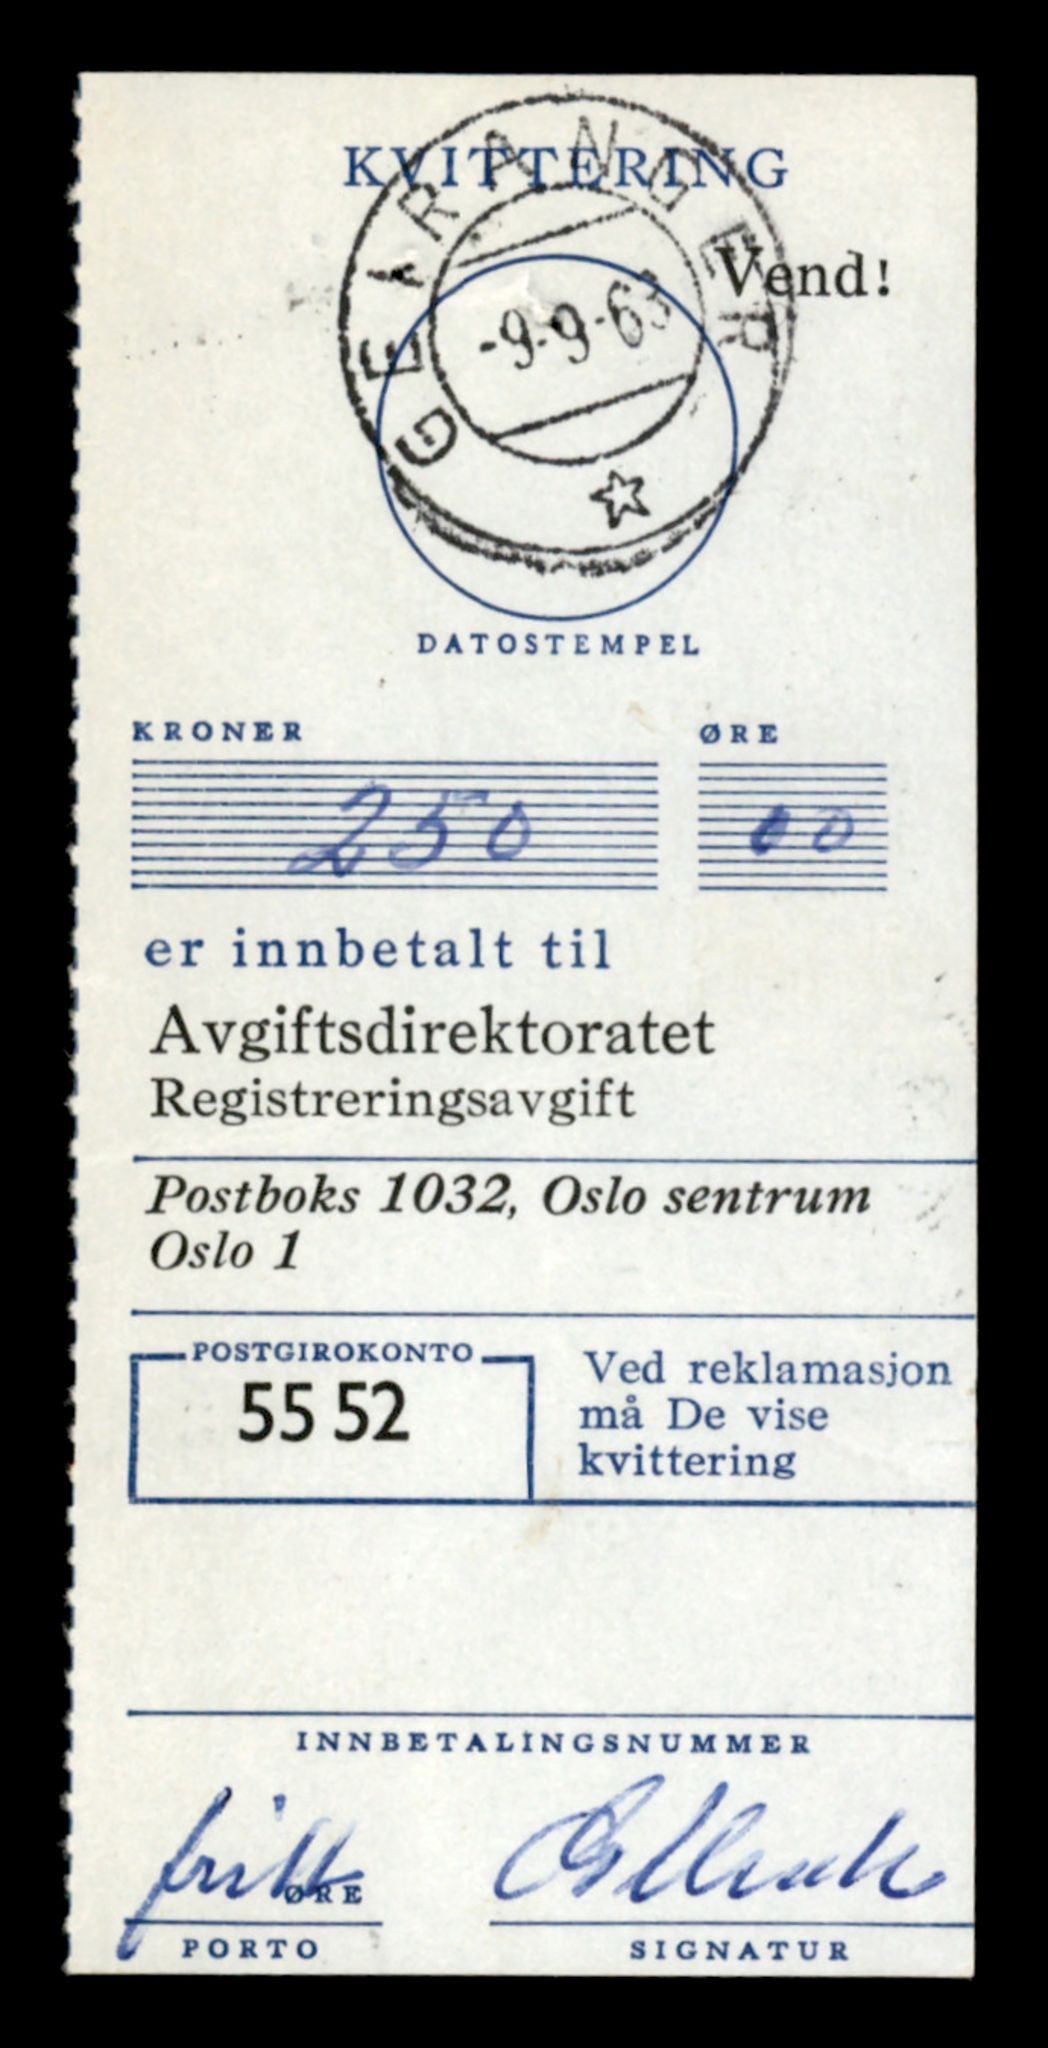 KVITTERING
Vend!
GEIRANGER
-9.-9.-63
DATOSTEMPEL
KRONER ØRE
250 00
er innbetalt til
Avgiftsdirektoratet
Registreringsavgift
Postboks 1032, Oslo sentrum
Oslo 1
POSTGIROKONTO
55 52
Ved reklamasjon
må De vise
kvittering
INNBETALINGSNUMMER
fritt
ØRE
PORTO SIGNATUR